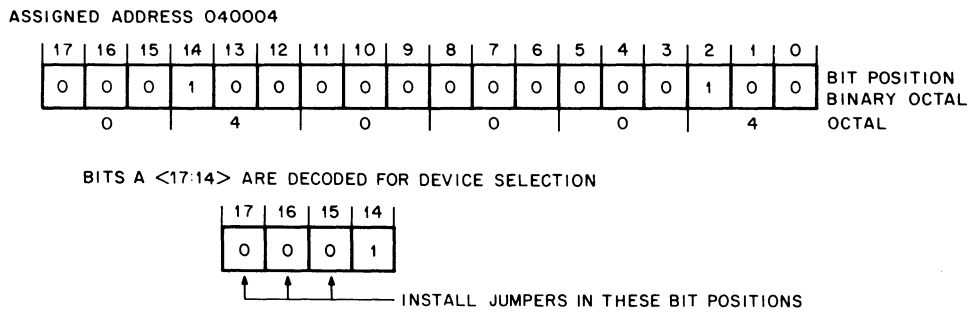 ASSIGNED ADDRESS 040004
17 16 15 14 13 12 11 10 9 8 7 6 5 4 3 2 1 0
BIT POSITION
0 0 0 1 0 0 0 0 0 0 0 0 0 0 0 1 0 0
BINARY OCTAL
0 4 0 0 0 4 OCTAL
BITS A <17:14> ARE DECODED FOR DEVICE SELECTION
17 16 15 14
0 0 0 1
INSTALL JUMPERS IN THESE BIT POSITIONS